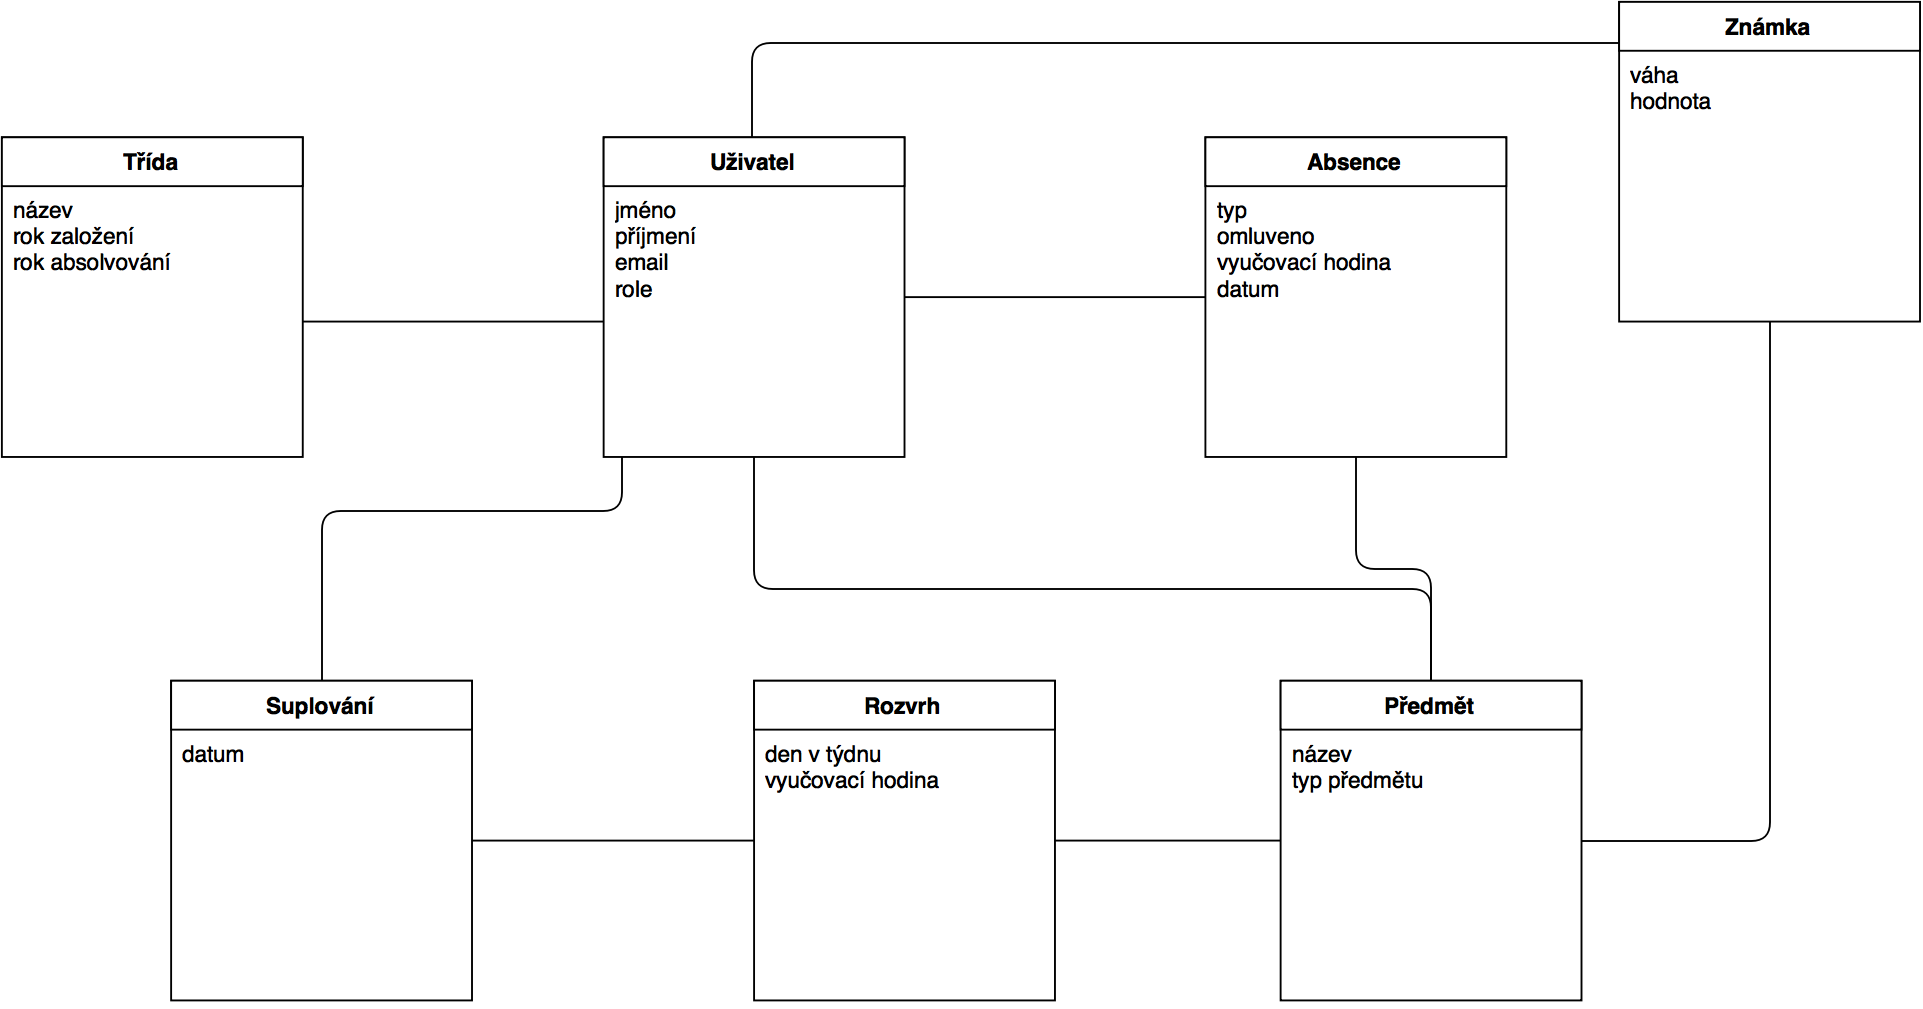 Známka
váha
hodnota
Třída
název
rok založení
rok absolvování
Uživatel
jméno
příjmení
email
role
Absence
typ
omluveno
vyučovací hodina
datum
Suplování
datum
Rozvrh
den v týdnu
vyučovací hodina
Předmět
název
typ předmětu